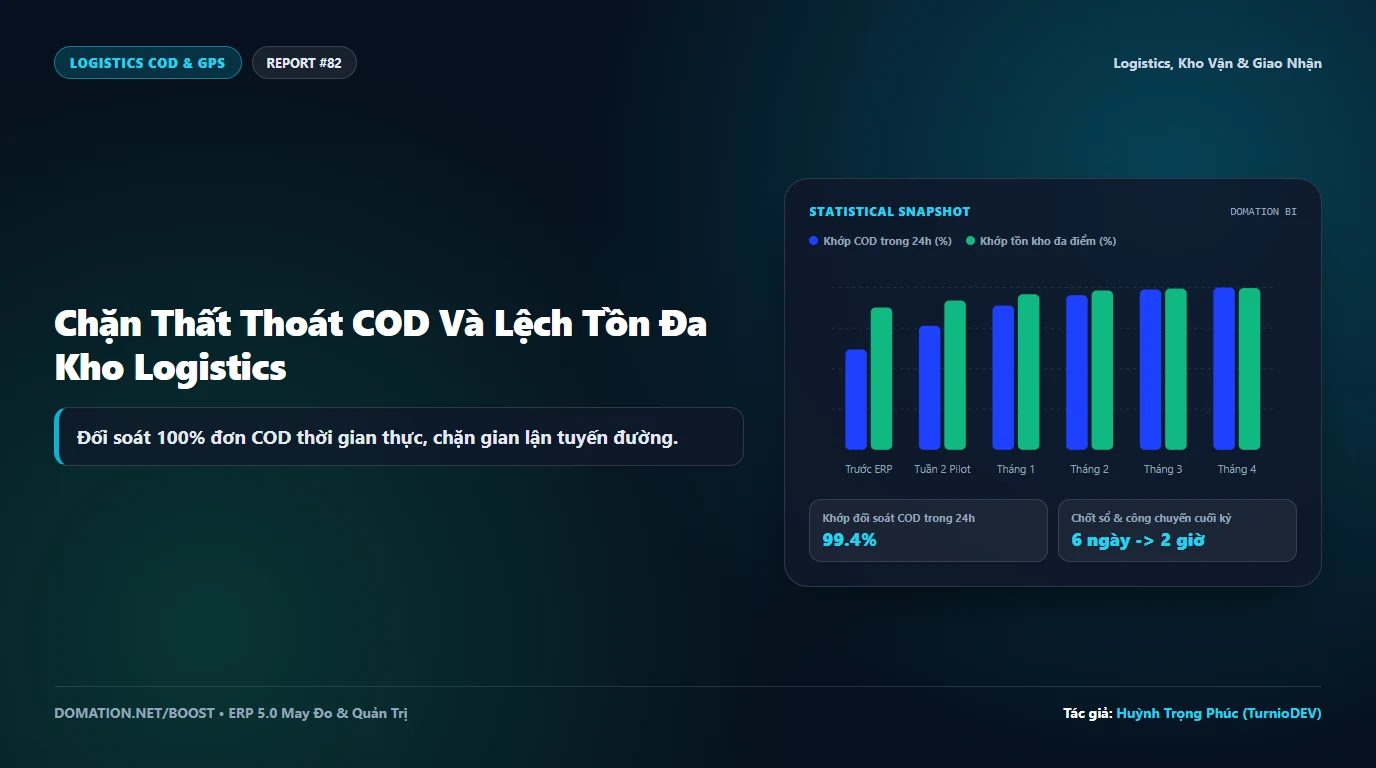 LOGISTICS COD & GPS
REPORT #82
Logistics, Kho Vận & Giao Nhận
Chặn Thất Thoát COD Và Lệch Tồn Đa
Kho Logistics
Đối soát 100% đơn COD thời gian thực, chặn gian lận tuyến đường.
STATISTICAL SNAPSHOT
DOMATION BI
Khớp COD trong 24h (%)
Khớp tồn kho đa điểm (%)
Trước ERP
Tuần 2 Pilot
Tháng 1
Tháng 2
Tháng 3
Tháng 4
Khớp đối soát COD trong 24h
99.4%
Chốt sổ & công chuyến cuối kỳ
6 ngày -> 2 giờ
DOMATION.NET/BOOST • ERP 5.0 May Đo & Quản Trị
Tác giả: Huỳnh Trọng Phúc (TurnioDEV)